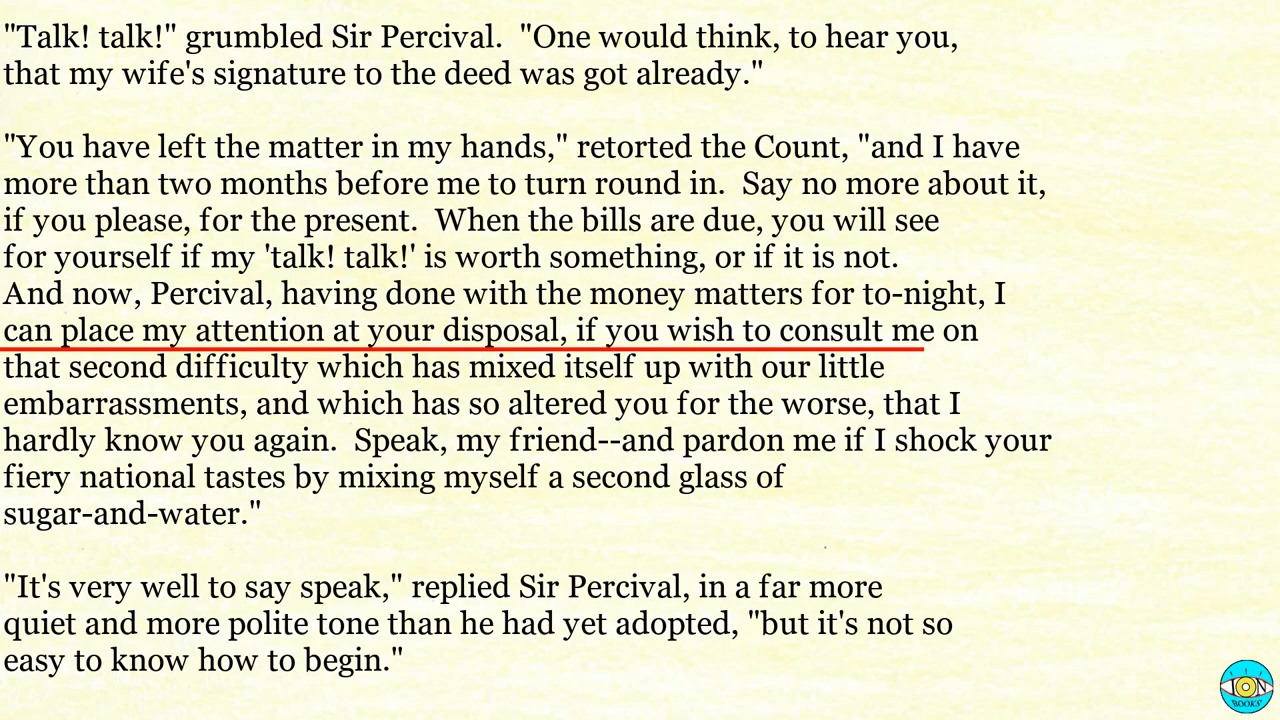 "Talk! talk!" grumbled Sir Percival.  "One would think, to hear you,
that my wife's signature to the deed was got already."
"You have left the matter in my hands," retorted the Count, "and I have
more than two months before me to turn round in.  Say no more about it,
if you please, for the present.  When the bills are due, you will see
for yourself if my 'talk! talk!' is worth something, or if it is not.
And now, Percival, having done with the money matters for to-night, I
can place my attention at your disposal, if you wish to consult me on
that second difficulty which has mixed itself up with our little
embarrassments, and which has so altered you for the worse, that I
hardly know you again.  Speak, my friend--and pardon me if I shock your
fiery national tastes by mixing myself a second glass of
sugar-and-water."
"It's very well to say speak," replied Sir Percival, in a far more
quiet and more polite tone than he had yet adopted, "but it's not so
easy to know how to begin."
ION
BOOKS